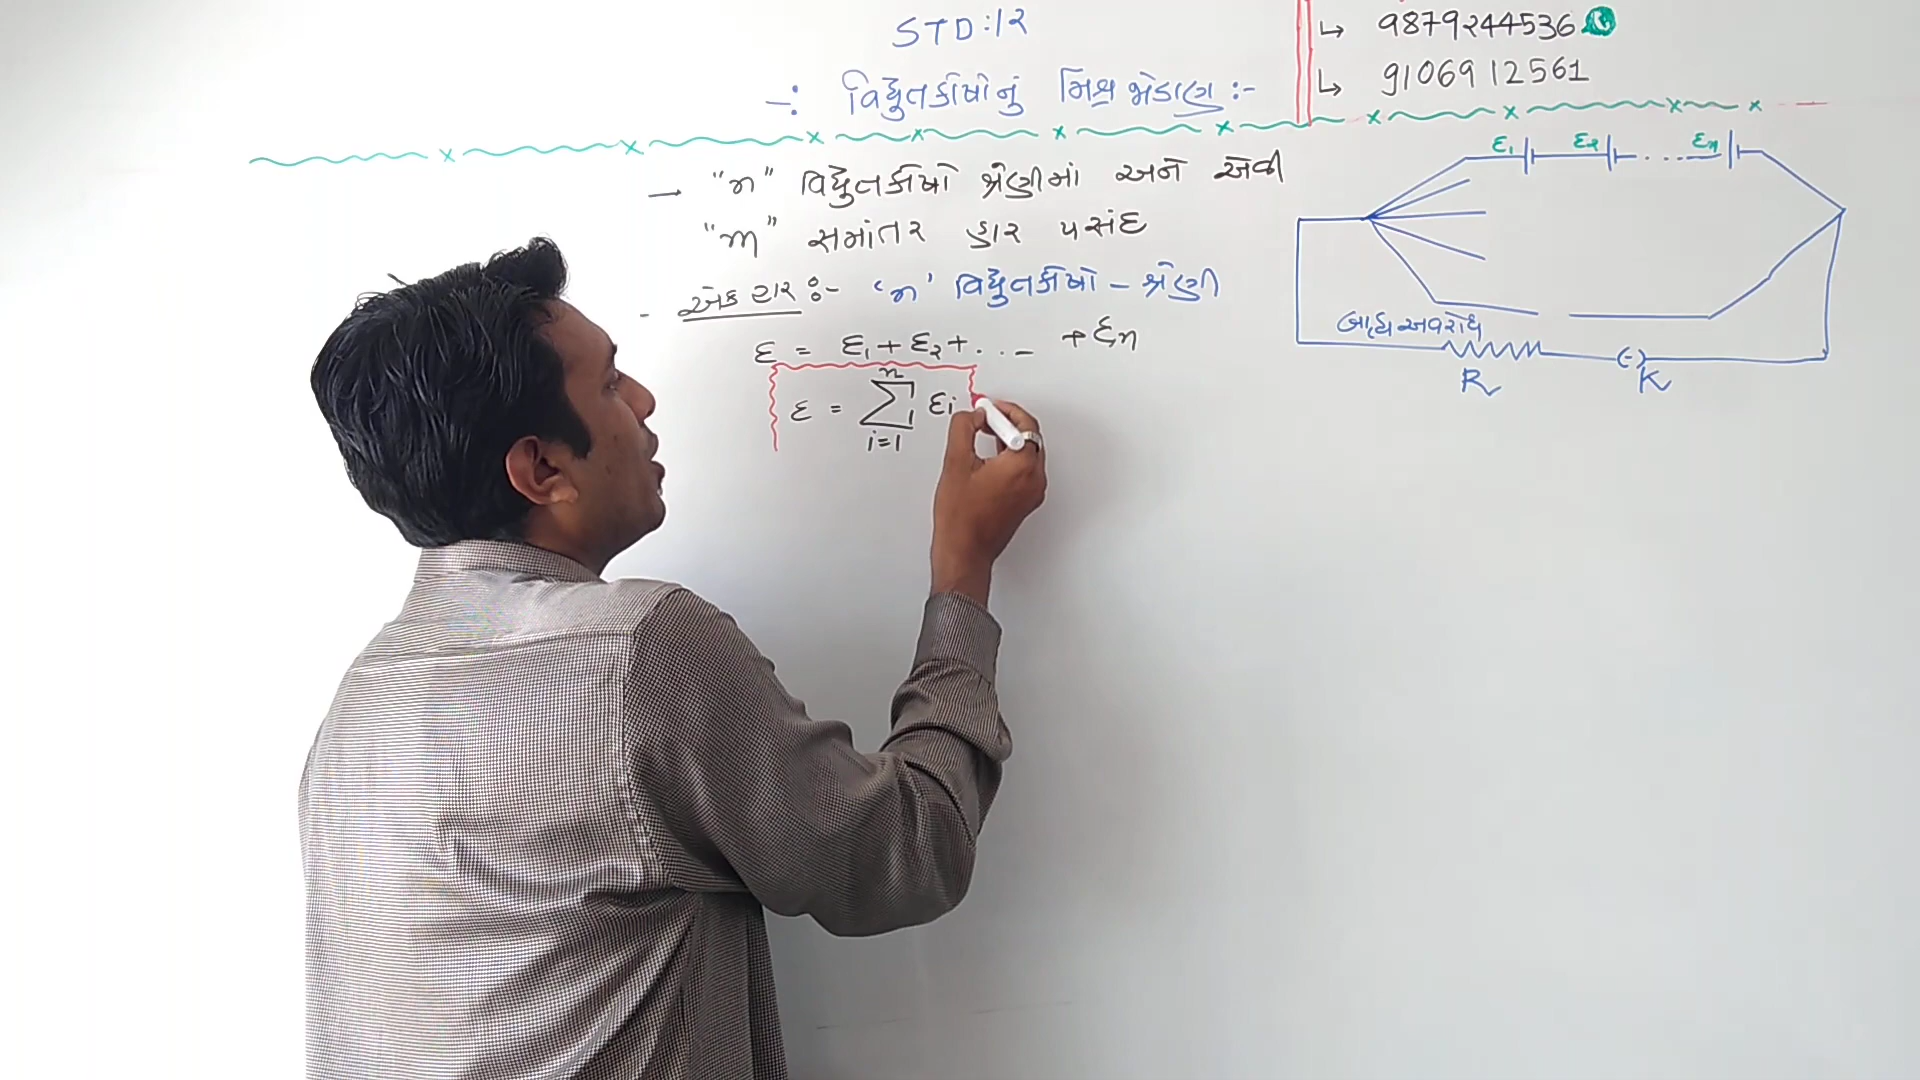 STD:12
-: વિદ્યુતકોષોનું મિશ્ર જોડાણ :-
↳ 9879244536
↳ 9106912561
→ "n" વિદ્યુતકોષો શ્રેણીમાં અને એવી
"m" સમાંતર હાર પસંદ
- એક હાર :- 'n' વિદ્યુતકોષો - શ્રેણી
ε = ε₁ + ε₂ + ... + εn
n
ε = ∑ εi
i=1
ε₁ ε₂ ... εn
બાહ્ય અવરોધ
R (-) K